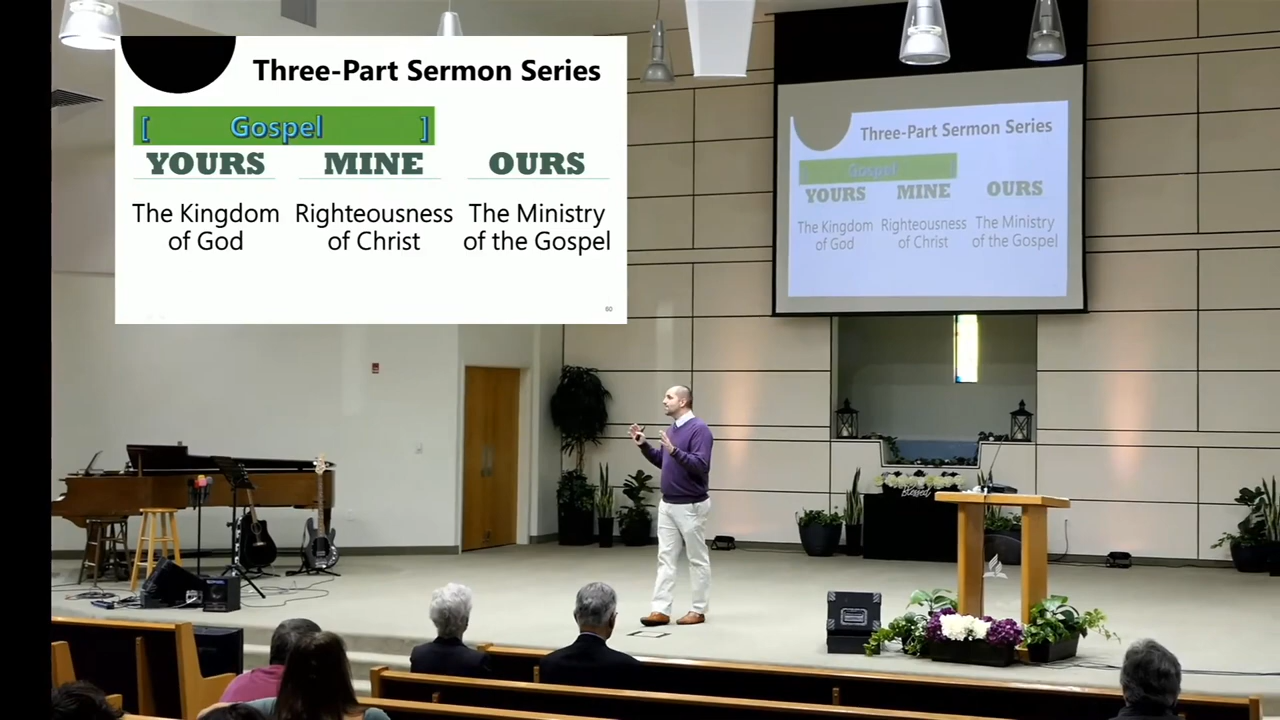 Three-Part Sermon Series
[ Gospel ]
YOURS MINE OURS
The Kingdom Righteousness The Ministry
of God of Christ of the Gospel
60
Three-Part Sermon Series
Gospel
YOURS MINE OURS
The Kingdom Righteousness The Ministry
of God of Christ of the Gospel
Blessed